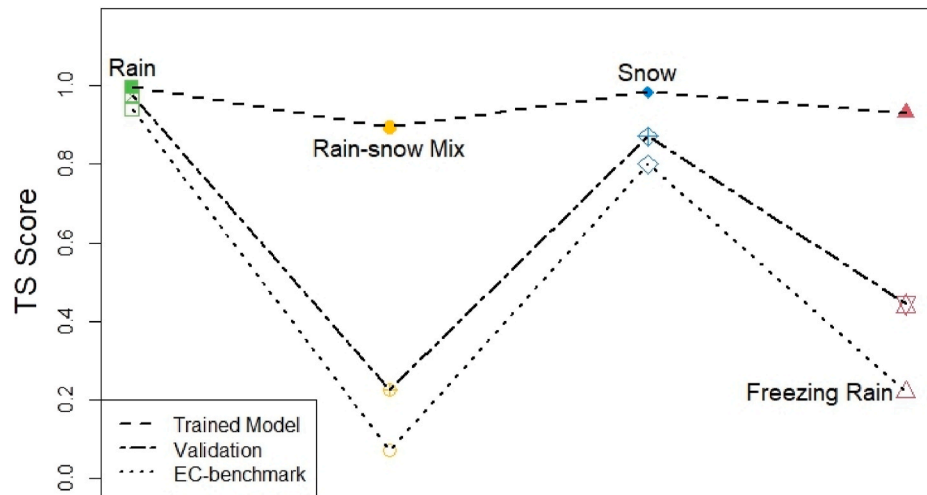 Rain
Snow
Rain-snow Mix
Freezing Rain
TS Score
1.0
0.8
0.6
0.4
0.2
0.0
Trained Model
Validation
EC-benchmark